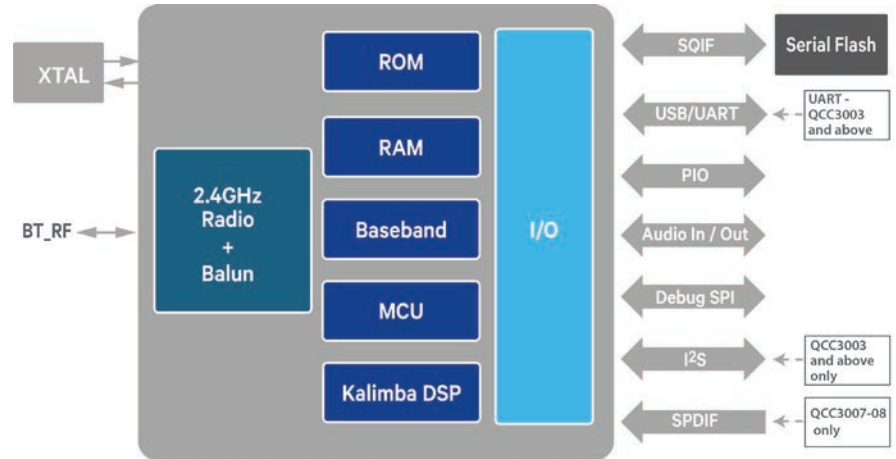 XTAL
BT_RF
2.4GHz
Radio
+
Balun
ROM
RAM
Baseband
MCU
Kalimba DSP
I/O
SQIF
Serial Flash
USB/UART
UART -
QCC3003
and above
PIO
Audio In / Out
Debug SPI
I²S
QCC3003
and above
only
SPDIF
QCC3007-08
only